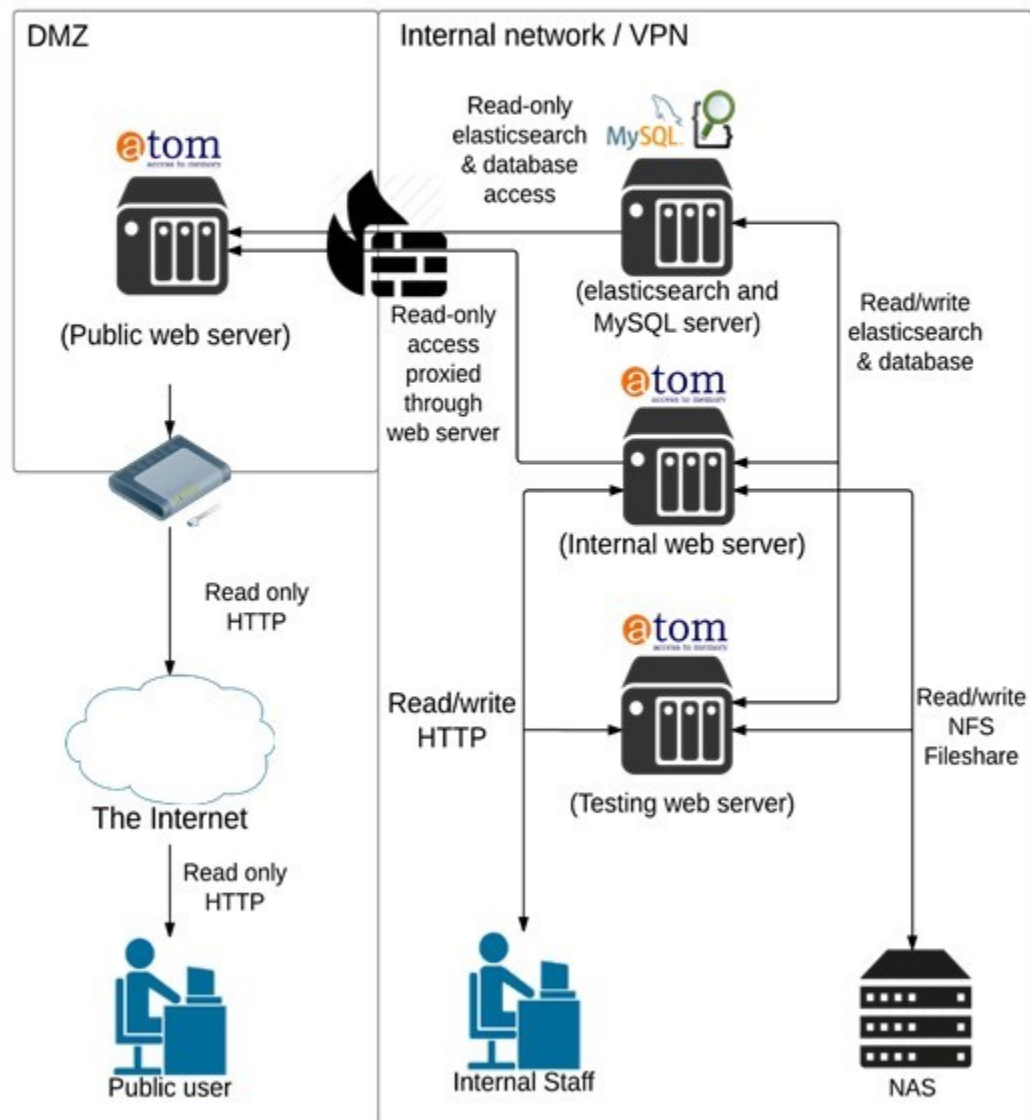 DMZ
Internal network / VPN
atom
access to memory
(Public web server)
Read-only
elasticsearch
& database
access
MySQL
(elasticsearch and
MySQL server)
Read-only
access
proxied
through
web server
Read/write
elasticsearch
& database
atom
access to memory
(Internal web server)
Read only
HTTP
atom
access to memory
(Testing web server)
Read/write
HTTP
Read/write
NFS
Fileshare
The Internet
Read only
HTTP
Public user
Internal Staff
NAS